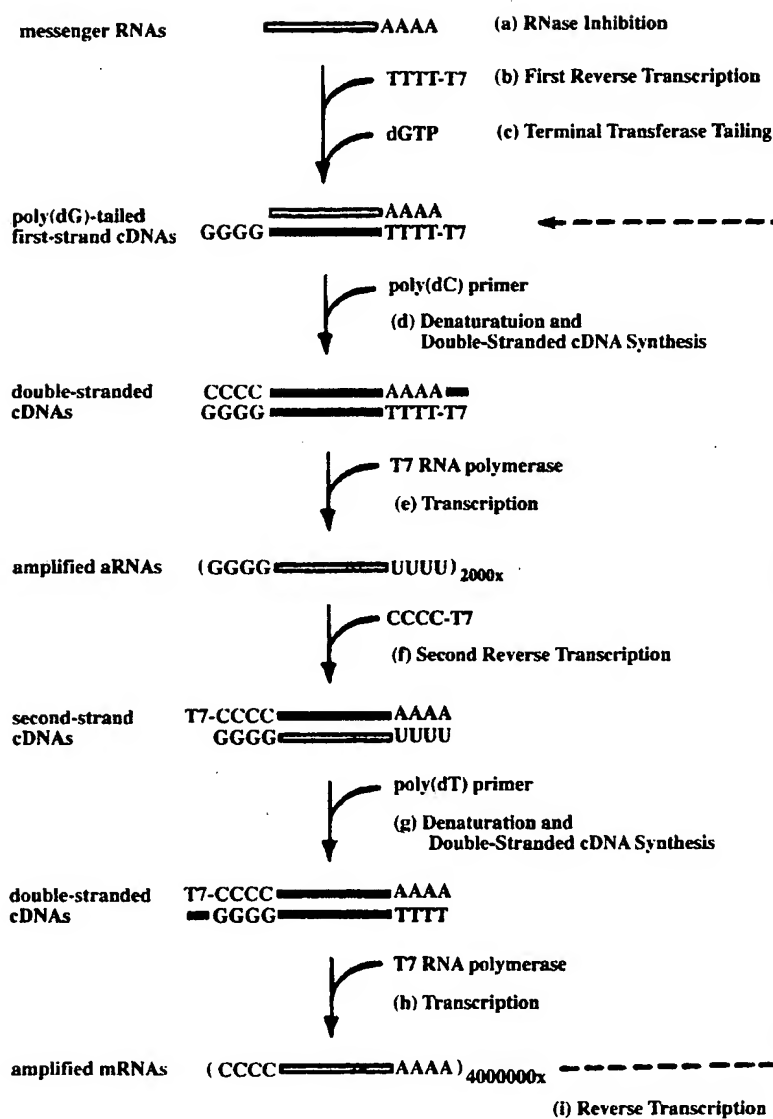 messenger RNAs AAAA (a) RNase Inhibition
TTTT-T7 (b) First Reverse Transcription
dGTP (c) Terminal Transferase Tailing
poly(dG)-tailed AAAA
first-strand cDNAs GGGG TTTT-T7
poly(dC) primer
(d) Denaturatuion and
Double-Stranded cDNA Synthesis
double-stranded CCCC AAAA
cDNAs GGGG TTTT-T7
T7 RNA polymerase
(e) Transcription
amplified aRNAs (GGGG UUUU) 2000x
CCCC-T7
(f) Second Reverse Transcription
second-strand T7-CCCC AAAA
cDNAs GGGG UUUU
poly(dT) primer
(g) Denaturation and
Double-Stranded cDNA Synthesis
double-stranded T7-CCCC AAAA
cDNAs GGGG TTTT
T7 RNA polymerase
(h) Transcription
amplified mRNAs (CCCC AAAA) 4000000x
(i) Reverse Transcription